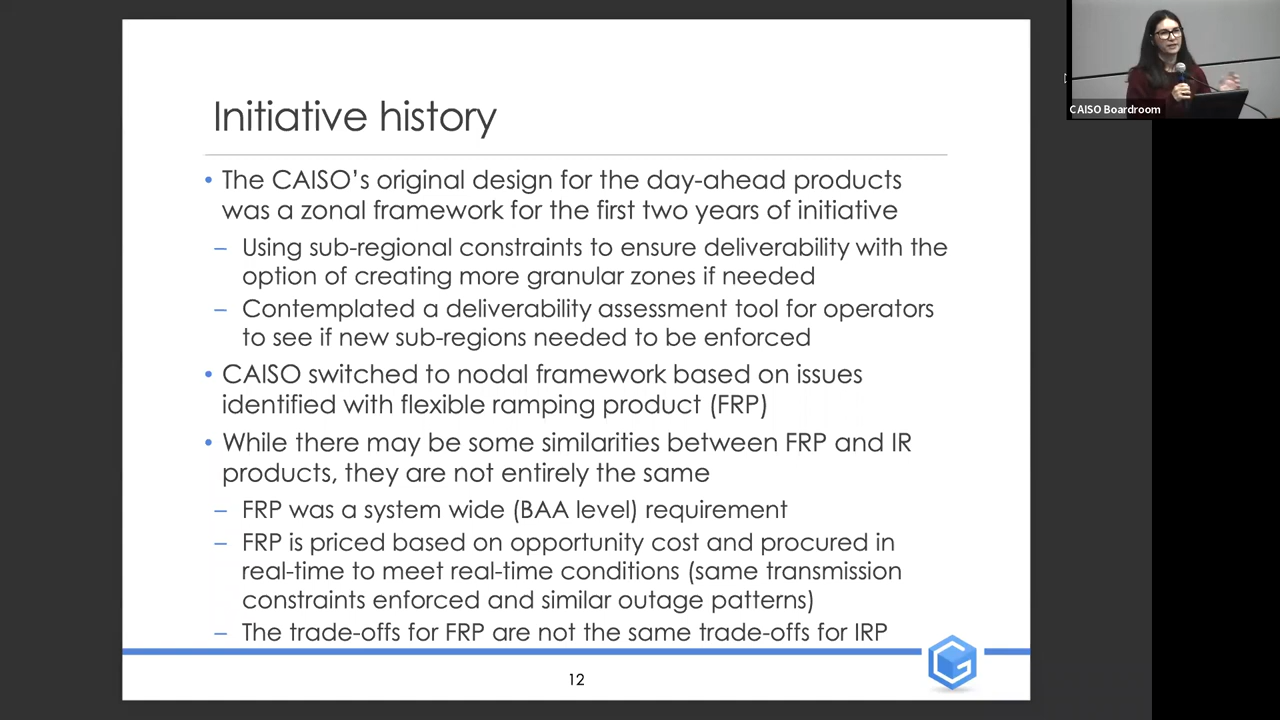 Initiative history
• The CAISO's original design for the day-ahead products
was a zonal framework for the first two years of initiative
– Using sub-regional constraints to ensure deliverability with the
option of creating more granular zones if needed
– Contemplated a deliverability assessment tool for operators
to see if new sub-regions needed to be enforced
• CAISO switched to nodal framework based on issues
identified with flexible ramping product (FRP)
• While there may be some similarities between FRP and IR
products, they are not entirely the same
– FRP was a system wide (BAA level) requirement
– FRP is priced based on opportunity cost and procured in
real-time to meet real-time conditions (same transmission
constraints enforced and similar outage patterns)
– The trade-offs for FRP are not the same trade-offs for IRP
12
CAISO Boardroom